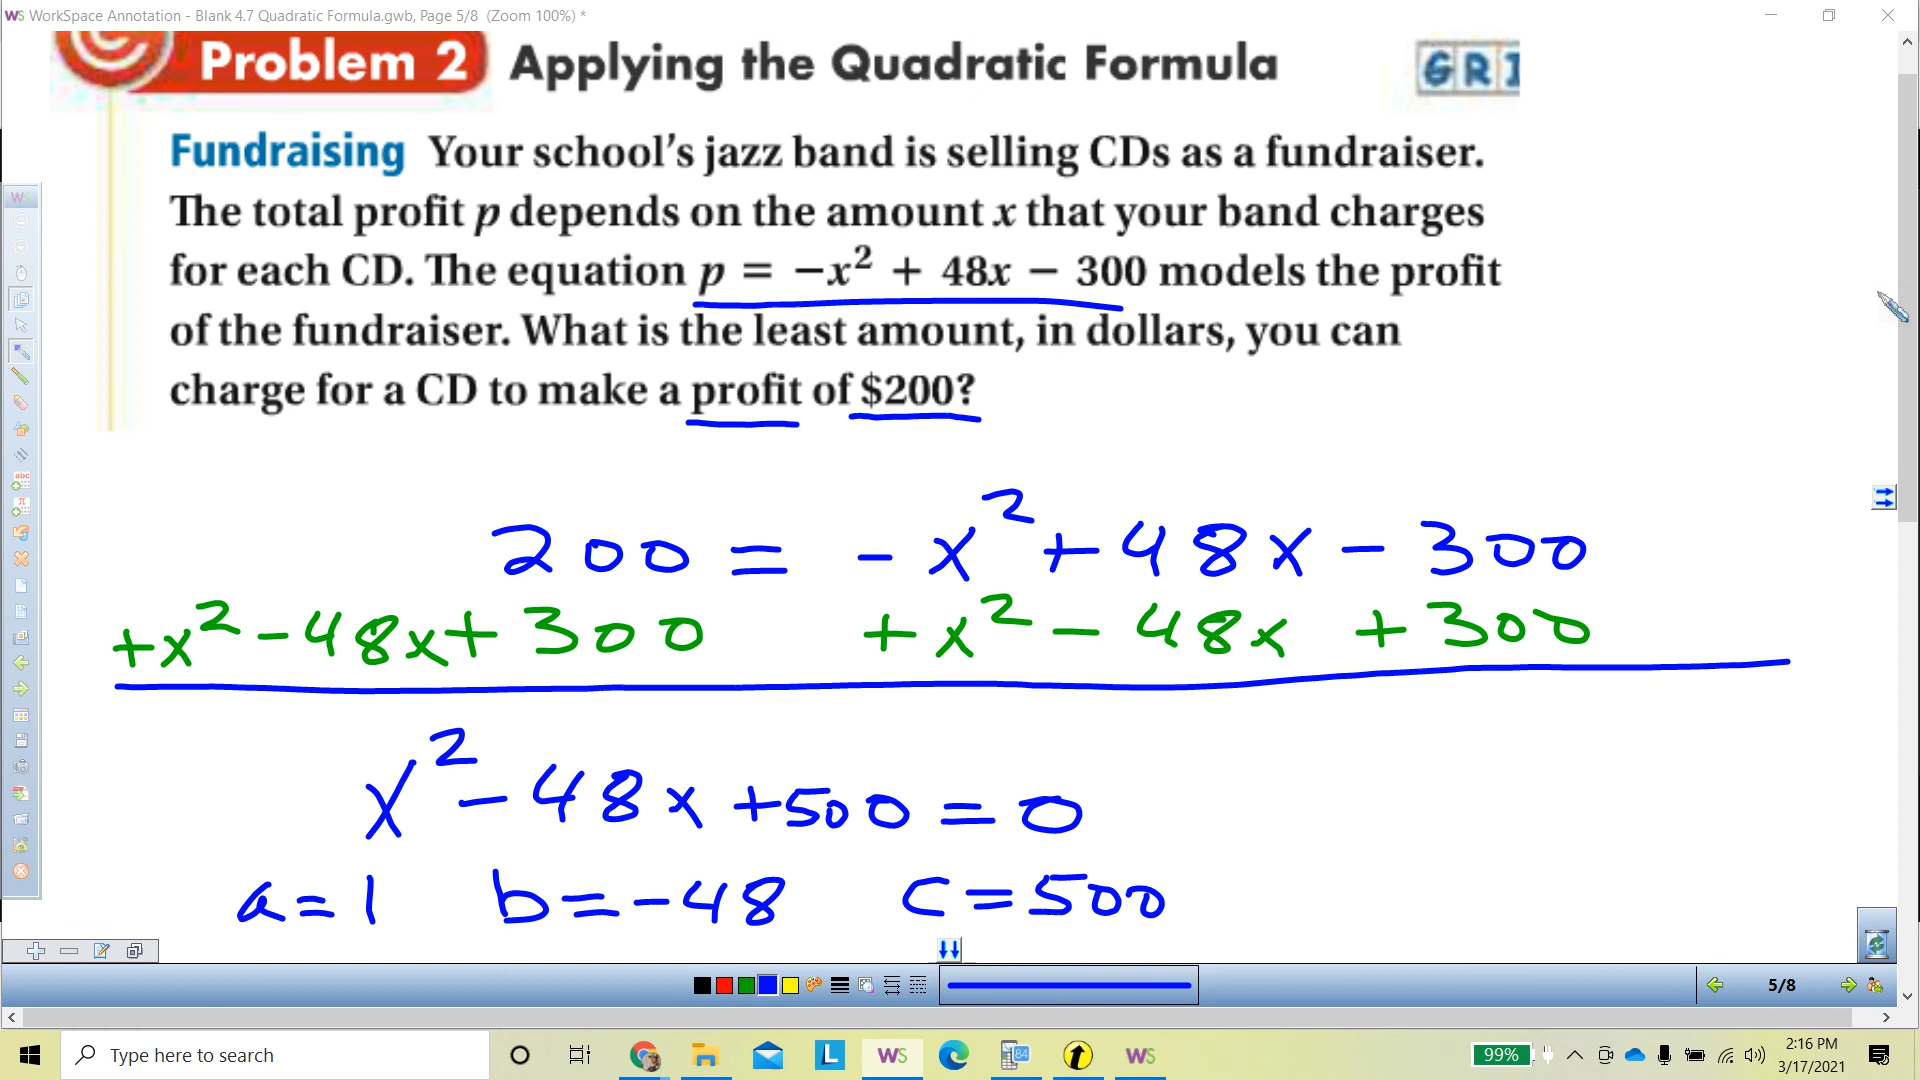 WS WorkSpace Annotation - Blank 4.7 Quadratic Formula.gwb, Page 5/8 (Zoom 100%) *
Problem 2 Applying the Quadratic Formula
Fundraising Your school's jazz band is selling CDs as a fundraiser.
The total profit p depends on the amount x that your band charges
for each CD. The equation p = −x² + 48x − 300 models the profit
of the fundraiser. What is the least amount, in dollars, you can
charge for a CD to make a profit of $200?
200 = -x² + 48x - 300
+x² - 48x + 300 + x² - 48x + 300
x² - 48x + 500 = 0
a = 1 b = -48 c = 500
5/8
Type here to search
L
WS
84
WS
99%
2:16 PM
3/17/2021